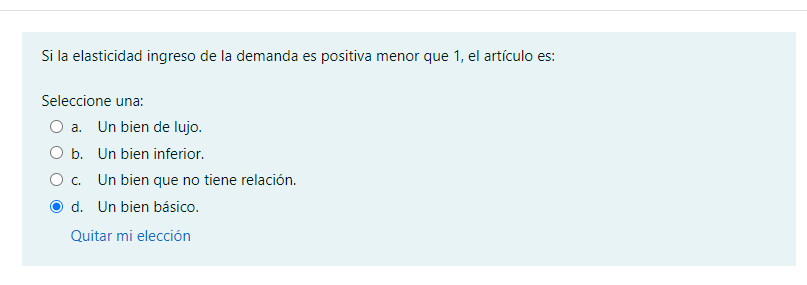 Si la elasticidad ingreso de la demanda es positiva menor que 1, el artículo es:
Seleccione una:
a. Un bien de lujo.
b. Un bien inferior.
c. Un bien que no tiene relación.
d. Un bien básico.
Quitar mi elección